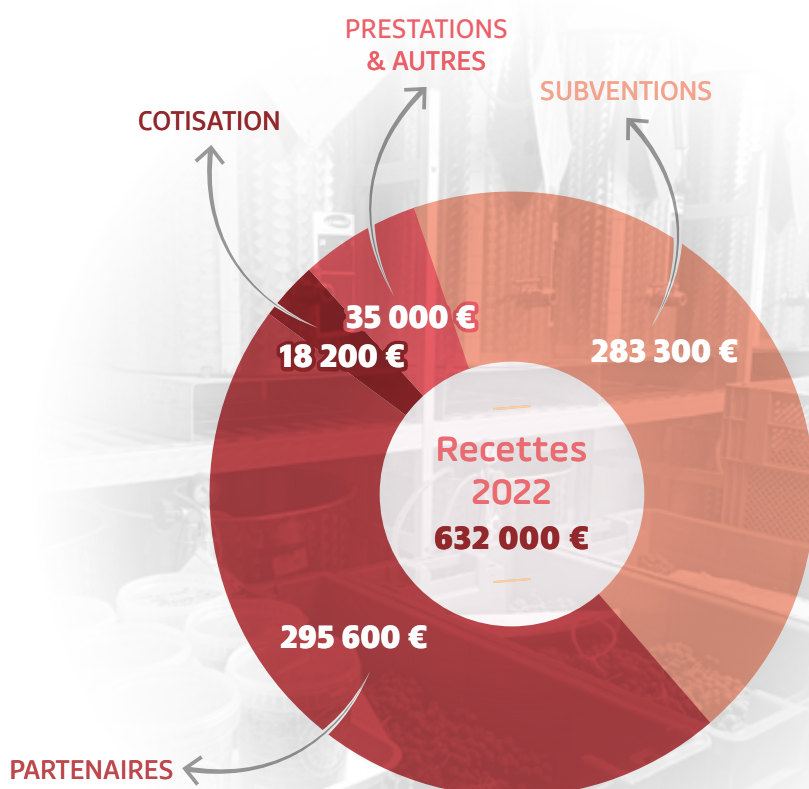 PRESTATIONS
& AUTRES
SUBVENTIONS
COTISATION
35 000 €
18 200 €
283 300 €
Recettes
2022
632 000 €
295 600 €
PARTENAIRES